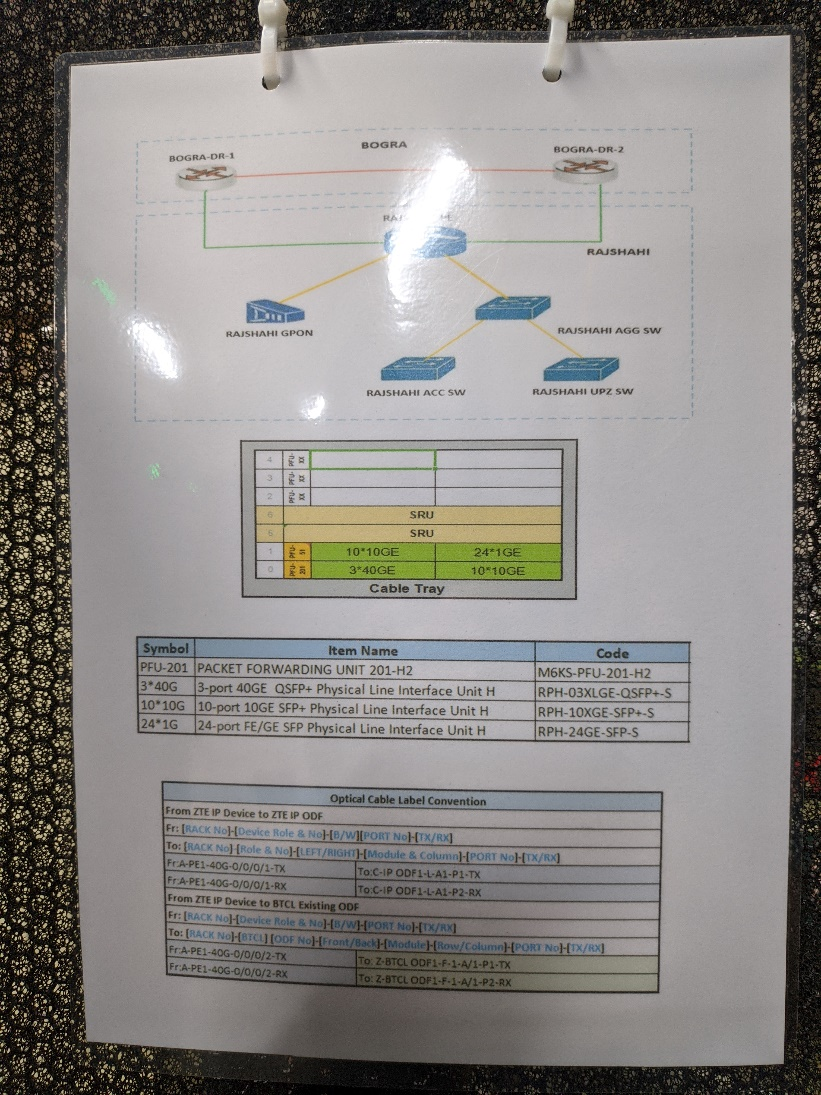 BOGRA
BOGRA-DR-1
BOGRA-DR-2
RAJSHAHI
RAJSHAHI GPON
RAJSHAHI AGG SW
RAJSHAHI ACC SW
RAJSHAHI UPZ SW
4 PFU-XX
3 PFU-XX
2 PFU-XX
SRU
SRU
1 PFU- 10*10GE 24*1GE
0 PFU-201 3*40GE 10*10GE
Cable Tray
Symbol Item Name Code
PFU-201 PACKET FORWARDING UNIT 201-H2 M6KS-PFU-201-H2
3*40G 3-port 40GE QSFP+ Physical Line Interface Unit H RPH-03XLGE-QSFP+-S
10*10G 10-port 10GE SFP+ Physical Line Interface Unit H RPH-10XGE-SFP+-S
24*1G 24-port FE/GE SFP Physical Line Interface Unit H RPH-24GE-SFP-S
Optical Cable Label Convention
From ZTE IP Device to ZTE IP ODF
Fr: [RACK No]-[Device Role & No]-[B/W][PORT No]-[TX/RX]
To: [RACK No]-[Role & No]-[LEFT/RIGHT]-[Module & Column]-[PORT No]-[TX/RX]
Fr:A-PE1-40G-0/0/0/1-TX To:C-IP ODF1-L-A1-P1-TX
Fr:A-PE1-40G-0/0/0/1-RX To:C-IP ODF1-L-A1-P2-RX
From ZTE IP Device to BTCL Existing ODF
Fr: [RACK No]-[Device Role & No]-[B/W]-[PORT No]-[TX/RX]
To: [RACK No]-[BTCL] [ODF No]-[Front/Back]-[Module]-[Row/Column]-[PORT No]-[TX/RX]
Fr:A-PE1-40G-0/0/0/2-TX To: Z-BTCL ODF1-F-1-A/1-P1-TX
Fr:A-PE1-40G-0/0/0/2-RX To: Z-BTCL ODF1-F-1-A/1-P2-RX